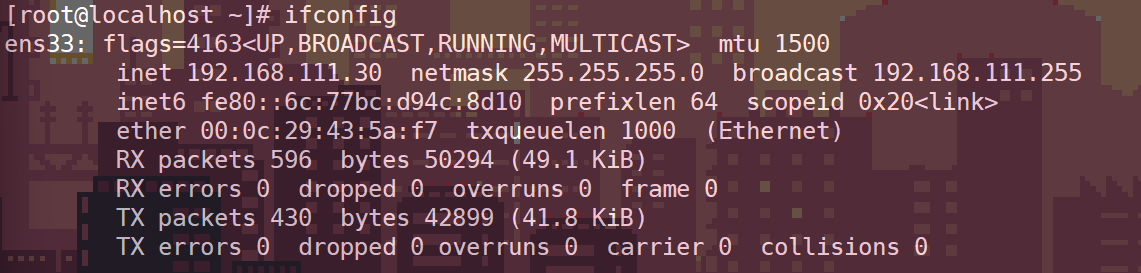 [root@localhost ~]# ifconfig
ens33: flags=4163<UP,BROADCAST,RUNNING,MULTICAST>  mtu 1500
        inet 192.168.111.30  netmask 255.255.255.0  broadcast 192.168.111.255
        inet6 fe80::6c:77bc:d94c:8d10  prefixlen 64  scopeid 0x20<link>
        ether 00:0c:29:43:5a:f7  txqueuelen 1000  (Ethernet)
        RX packets 596  bytes 50294 (49.1 KiB)
        RX errors 0  dropped 0  overruns 0  frame 0
        TX packets 430  bytes 42899 (41.8 KiB)
        TX errors 0  dropped 0 overruns 0  carrier 0  collisions 0